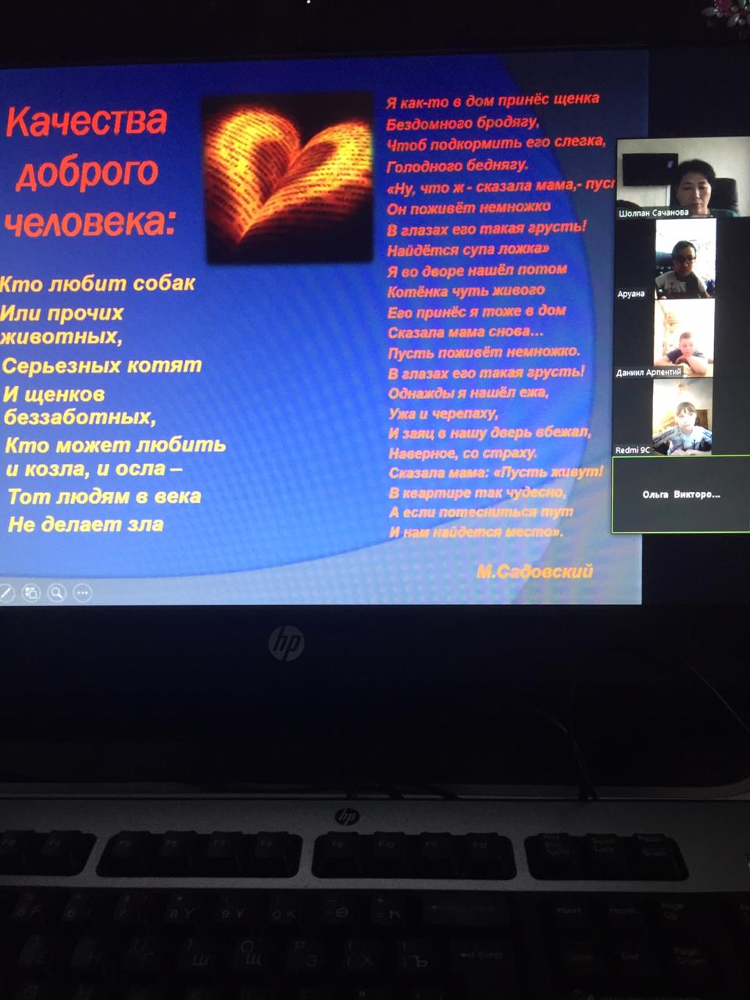 Качества
доброго
человека:
Кто любит собак
Или прочих
животных,
Серьезных котят
И щенков
беззаботных,
Кто может любить
и козла, и осла –
Тот людям в века
Не делает зла
Я как-то в дом принёс щенка
Бездомного бродягу,
Чтоб подкормить его слегка,
Голодного беднягу.
«Ну, что ж - сказала мама,-
Он поживёт немножко
В глазах его такая грусть!
Найдётся супа ложка»
Я во дворе нашёл потом
Котёнка чуть живого
Его принёс я тоже в дом
Сказала мама снова...
Пусть поживёт немножко.
В глазах его такая грусть!
Однажды я нашёл ежа,
Ужа и черепаху,
И заяц в нашу дверь вбежал,
Наверное, со страху.
Сказала мама: «Пусть живут!
В квартире так чудесно,
А если потесниться тут
И нам найдется место».
М.Садовский
Шолпан Сачанова
Аруана
Даниил Арпентий
Redmi 9C
Ольга Викторо...
hp
hp
F9 F10 F11 F12